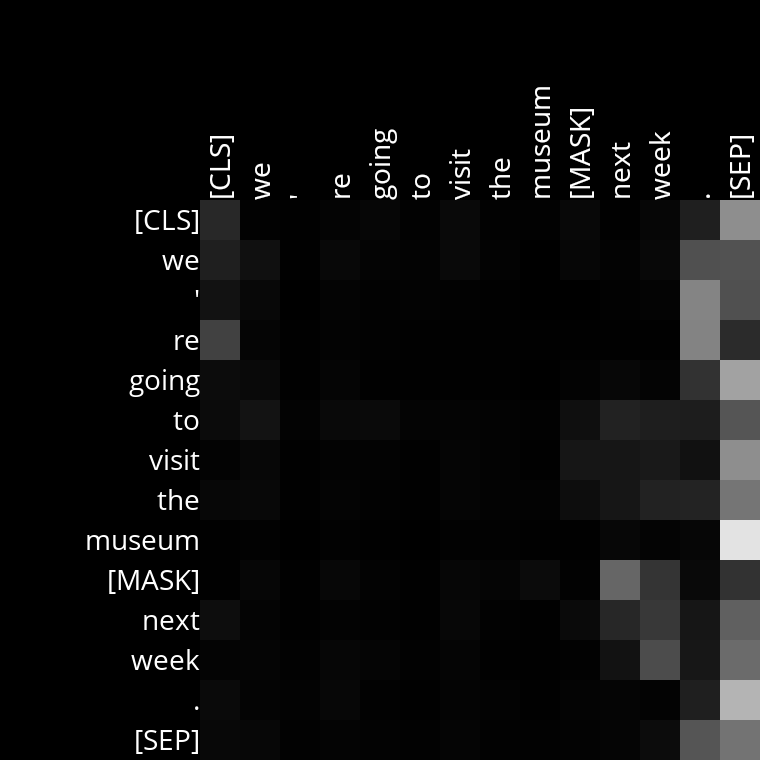 [CLS] we ' re going to visit the museum [MASK] next week . [SEP]
[CLS]
we
'
re
going
to
visit
the
museum
[MASK]
next
week
.
[SEP]